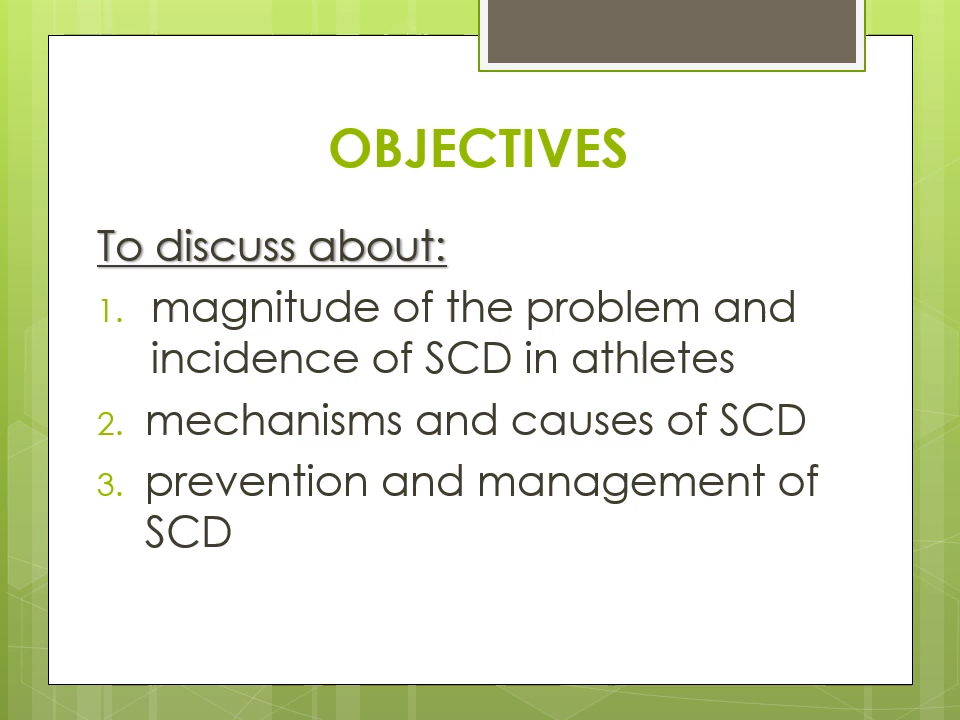 OBJECTIVES
To discuss about:
1. magnitude of the problem and
incidence of SCD in athletes
2. mechanisms and causes of SCD
3. prevention and management of
SCD